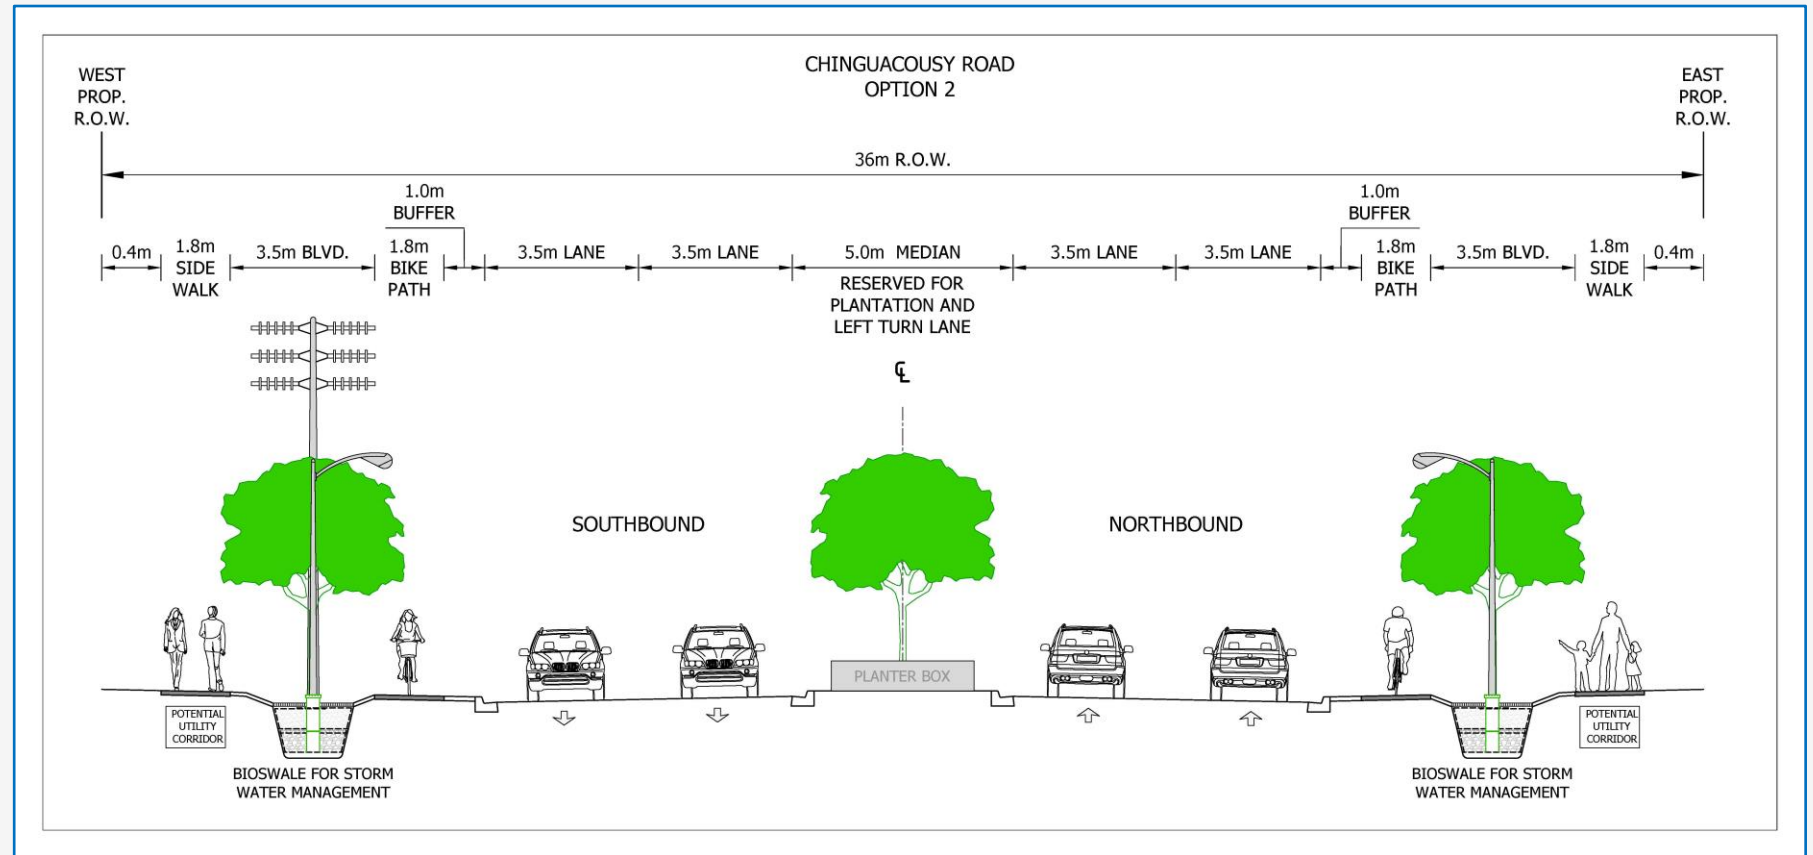 CHINGUACOUSY ROAD
OPTION 2
WEST
PROP.
R.O.W.
EAST
PROP.
R.O.W.
36m R.O.W.
1.0m
BUFFER
1.0m
BUFFER
0.4m
1.8m
SIDE
WALK
3.5m BLVD.
1.8m
BIKE
PATH
3.5m LANE
3.5m LANE
5.0m MEDIAN
RESERVED FOR
PLANTATION AND
LEFT TURN LANE
3.5m LANE
3.5m LANE
1.8m
BIKE
PATH
3.5m BLVD.
1.8m
SIDE
WALK
0.4m
℄
SOUTHBOUND
NORTHBOUND
PLANTER BOX
POTENTIAL
UTILITY
CORRIDOR
BIOSWALE FOR STORM
WATER MANAGEMENT
POTENTIAL
UTILITY
CORRIDOR
BIOSWALE FOR STORM
WATER MANAGEMENT